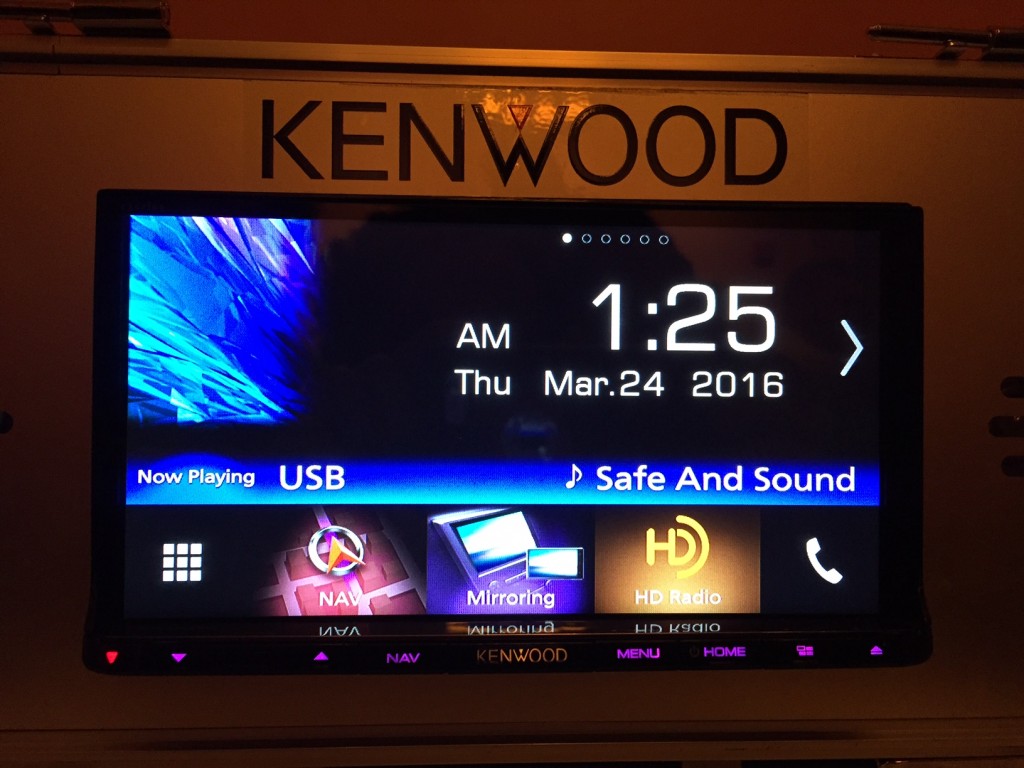 KENWOOD
1:25
AM
Thu Mar.24 2016
Now Playing USB ♪ Safe And Sound
NAV Mirroring HD Radio
NAV KENWOOD MENU HOME